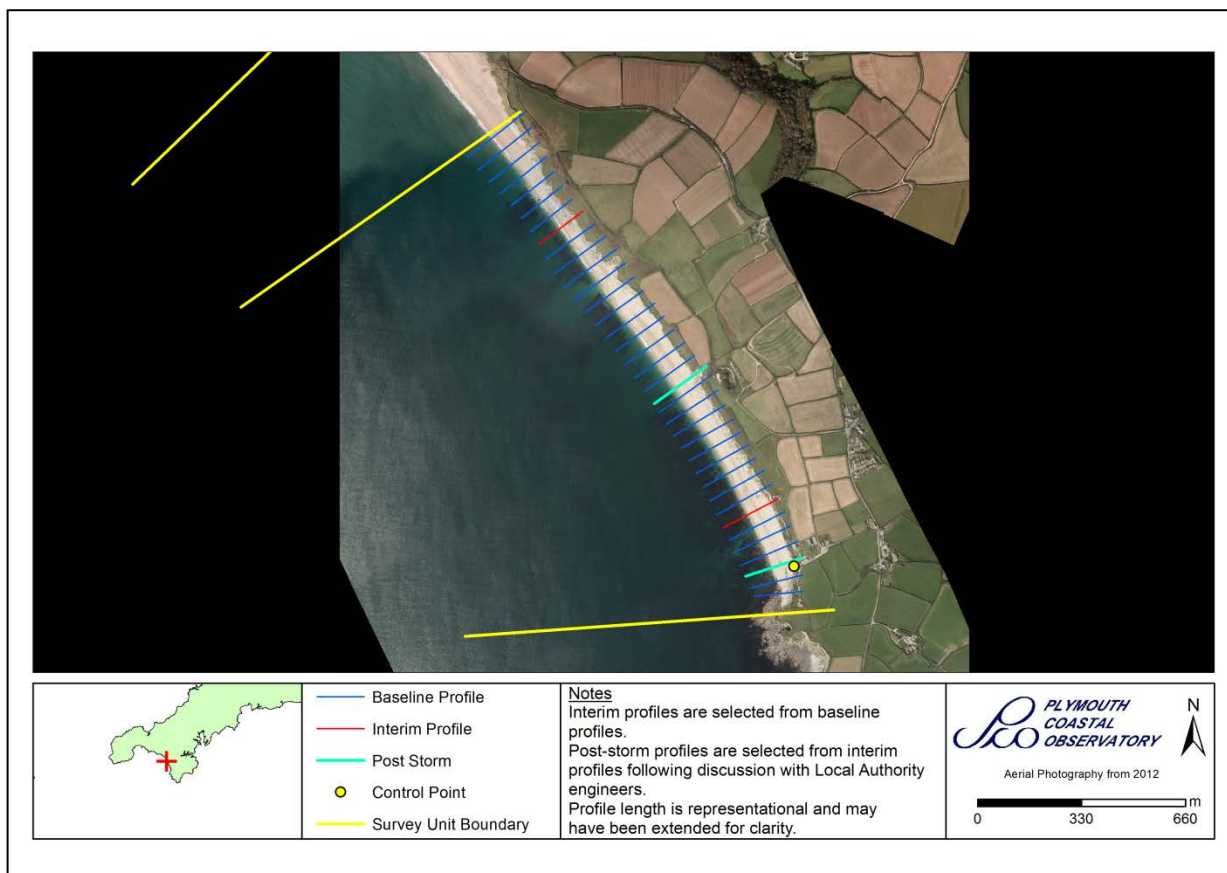 Baseline Profile
Interim Profile
Post Storm
Control Point
Survey Unit Boundary
Notes
Interim profiles are selected from baseline
profiles.
Post-storm profiles are selected from interim
profiles following discussion with Local Authority
engineers.
Profile length is representational and may
have been extended for clarity.
PLYMOUTH
COASTAL
OBSERVATORY
N
Aerial Photography from 2012
m
0 330 660